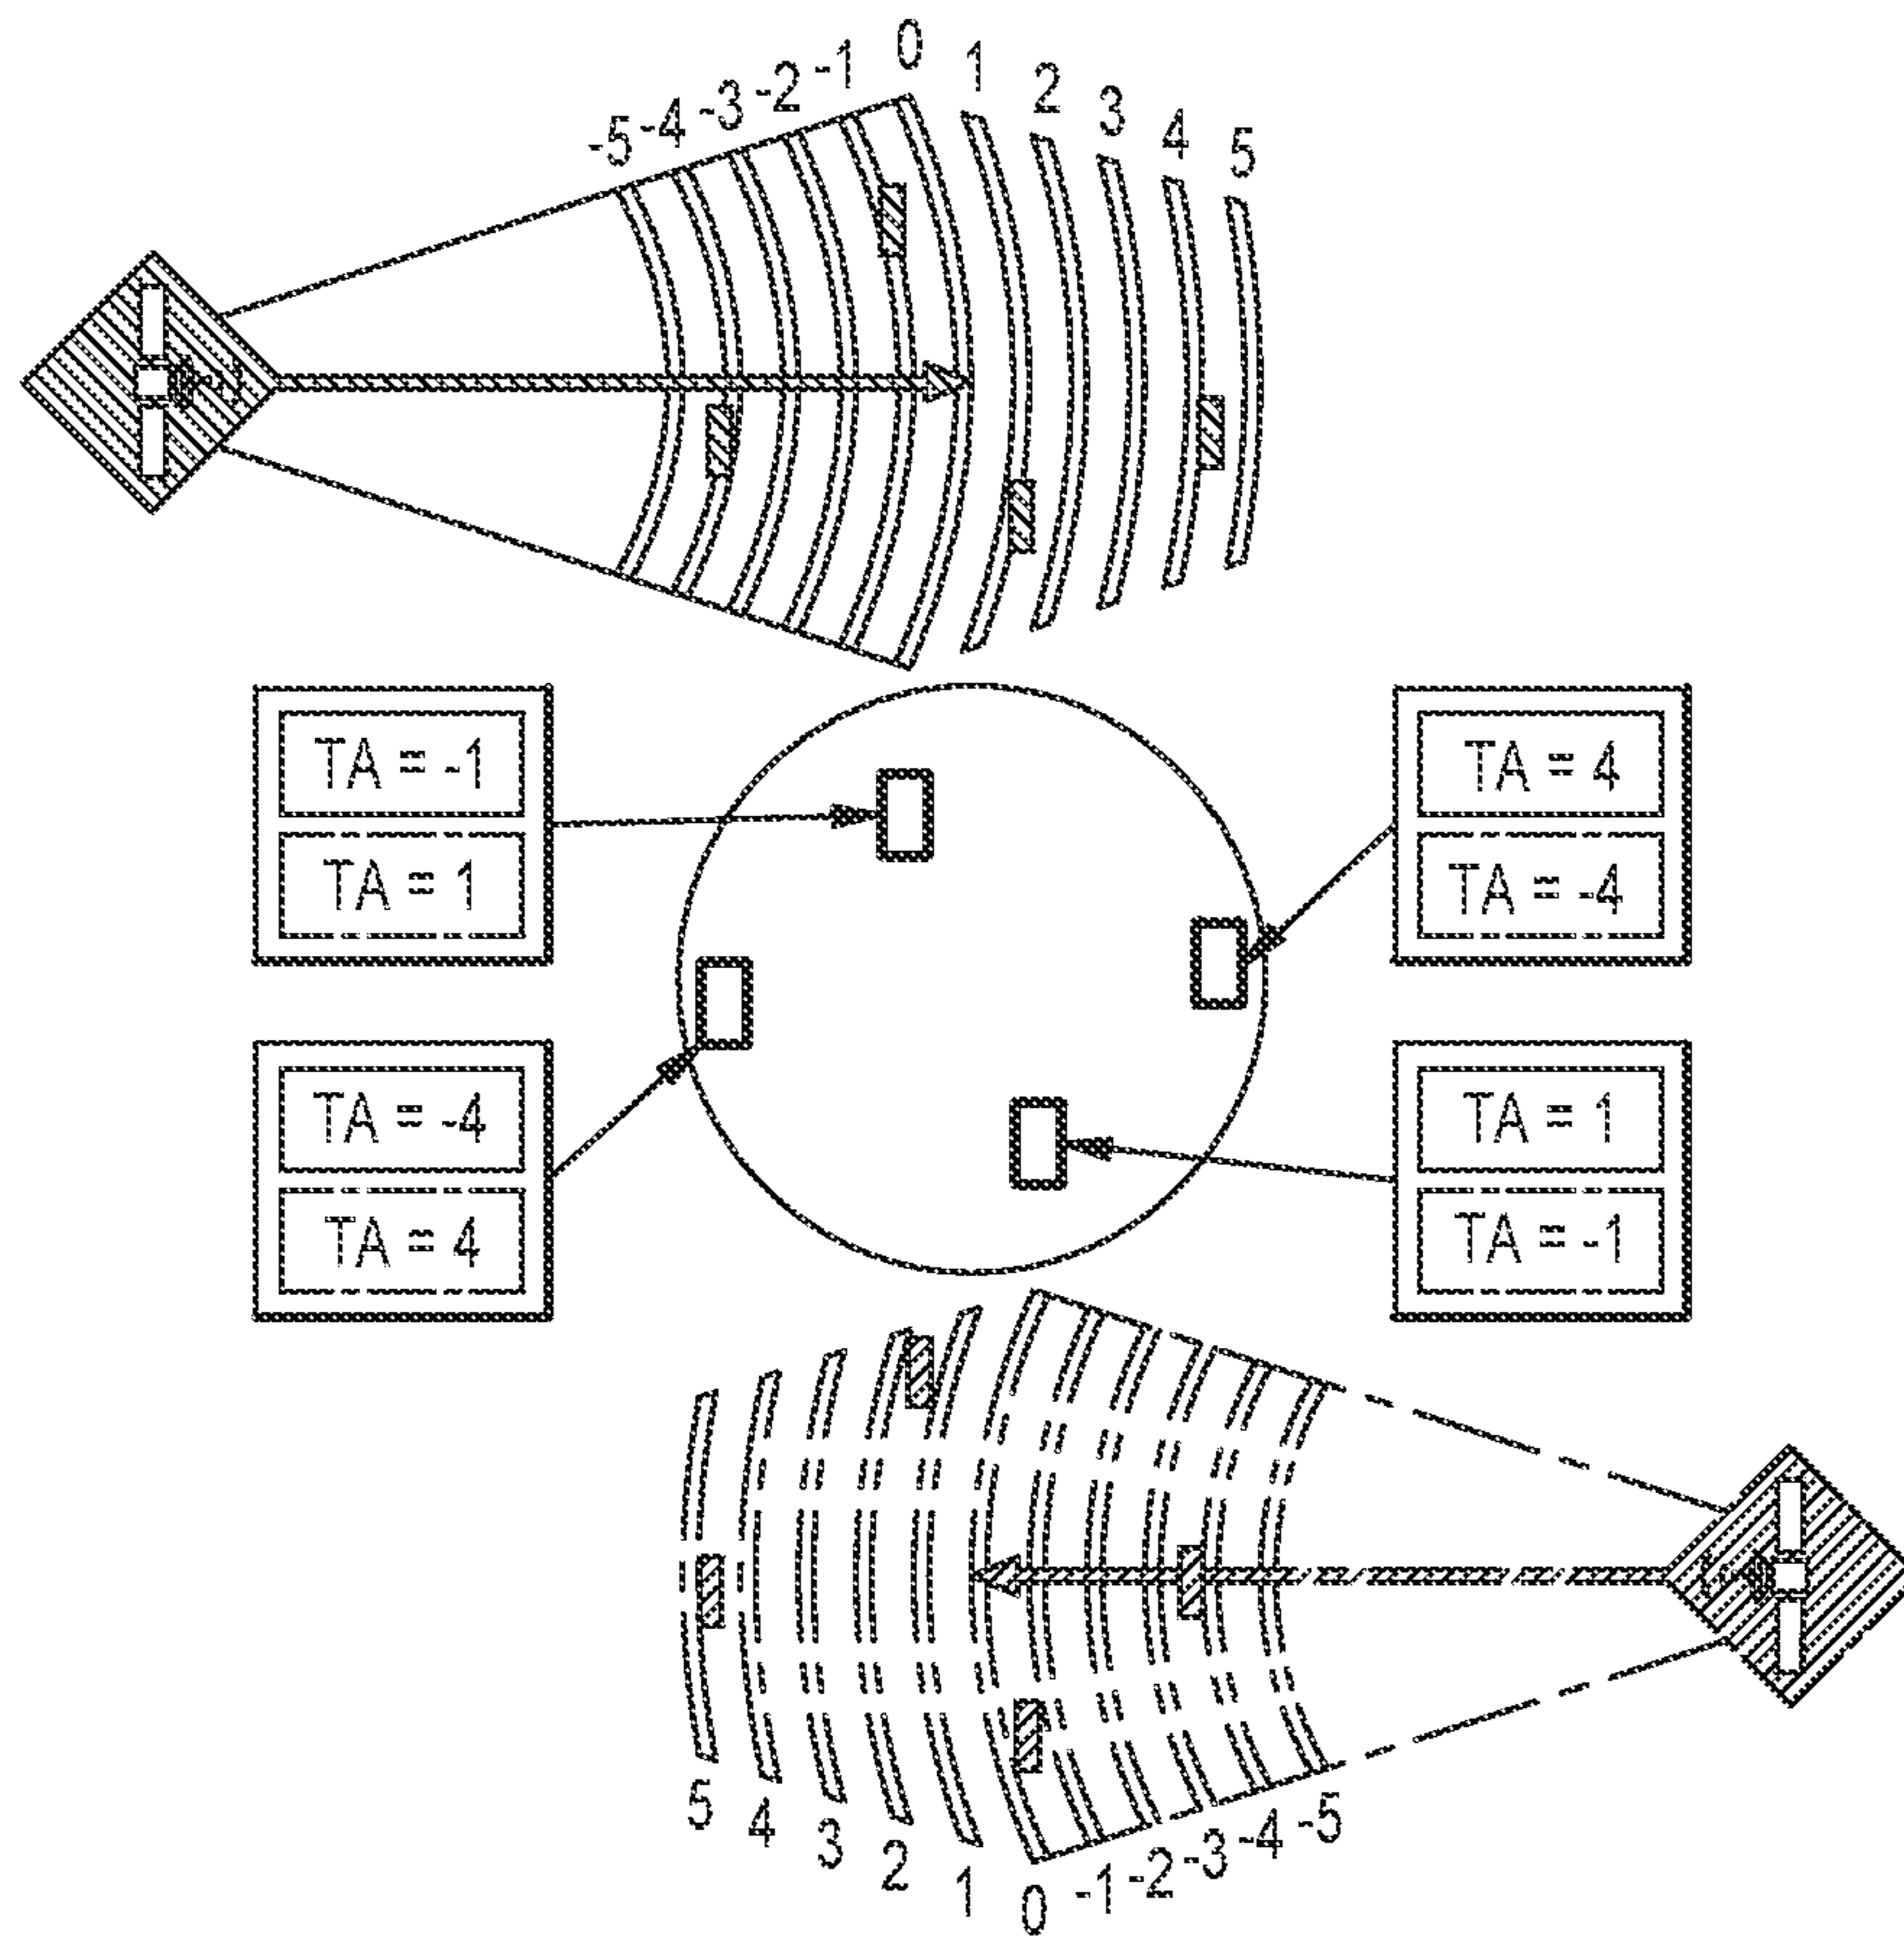 -5 -4 -3 -2 -1 0 1 2 3 4 5
TA = -1
TA = 1
TA = 4
TA = -4
TA = -4
TA = 4
TA = 1
TA = -1
5 4 3 2 1 0 -1 -2 -3 -4 -5